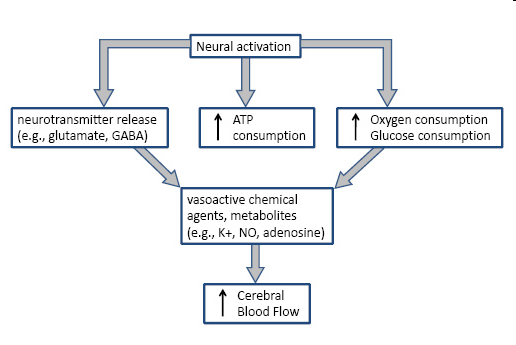 Neural activation
neurotransmitter release
(e.g., glutamate, GABA)
ATP
consumption
Oxygen consumption
Glucose consumption
vasoactive chemical
agents, metabolites
(e.g., K+, NO, adenosine)
Cerebral
Blood Flow